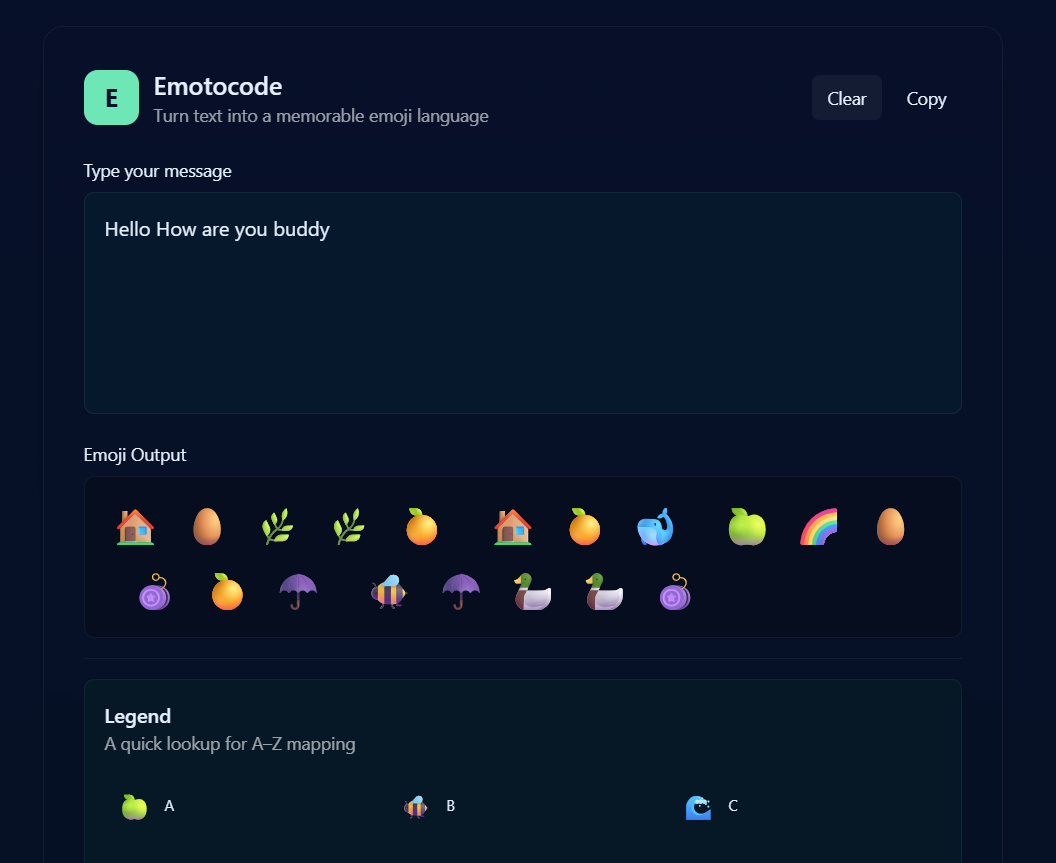 E
Emotocode
Turn text into a memorable emoji language
Clear
Copy
Type your message
Hello How are you buddy
Emoji Output
🏠 🥚 🌿 🌿 🍊 🏠 🍊 🐳 🍏 🌈 🥚
🪀 🍊 ☂️ 🐝 ☂️ 🦆 🦆 🪀
Legend
A quick lookup for A–Z mapping
🍏 A
🐝 B
🌊 C